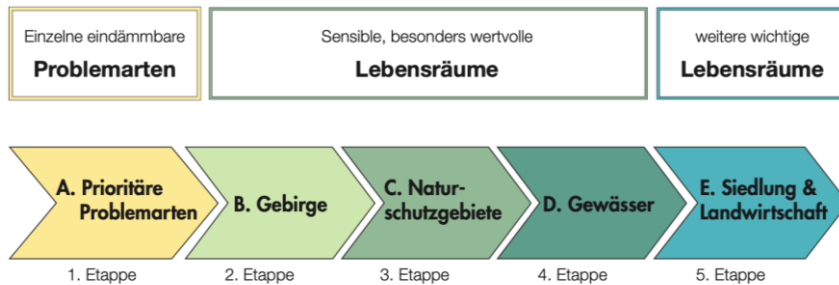 Einzelne eindämmbare
Problemarten
Sensible, besonders wertvolle
Lebensräume
weitere wichtige
Lebensräume
A. Prioritäre
Problemarten
B. Gebirge
C. Natur-
schutzgebiete
D. Gewässer
E. Siedlung &
Landwirtschaft
1. Etappe
2. Etappe
3. Etappe
4. Etappe
5. Etappe